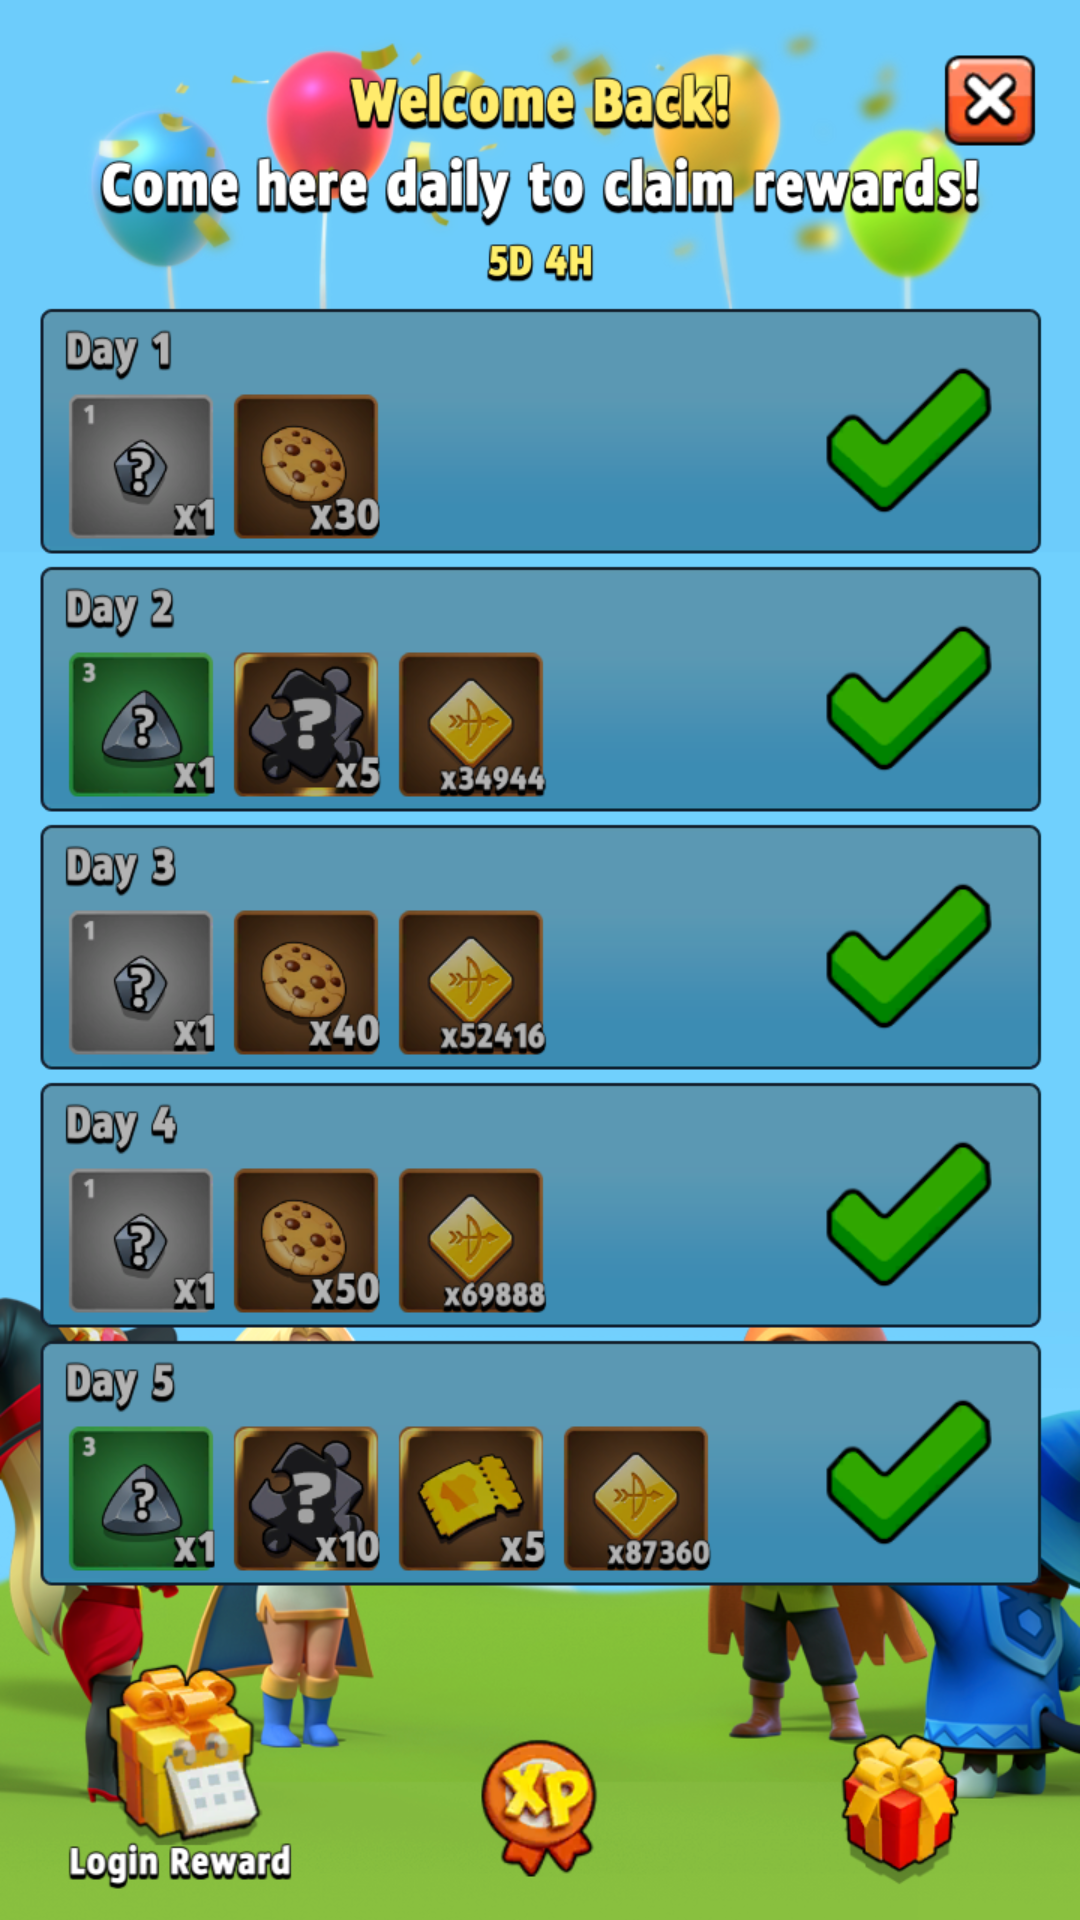 Welcome Back!
Come here daily to claim rewards!
5D 4H
Day 1
1 ? x1
x30
Day 2
3 ? x1
? x5
x34944
Day 3
1 ? x1
x40
x52416
Day 4
1 ? x1
x50
x69888
Day 5
3 ? x1
? x10
x5
x87360
XP
Login Reward